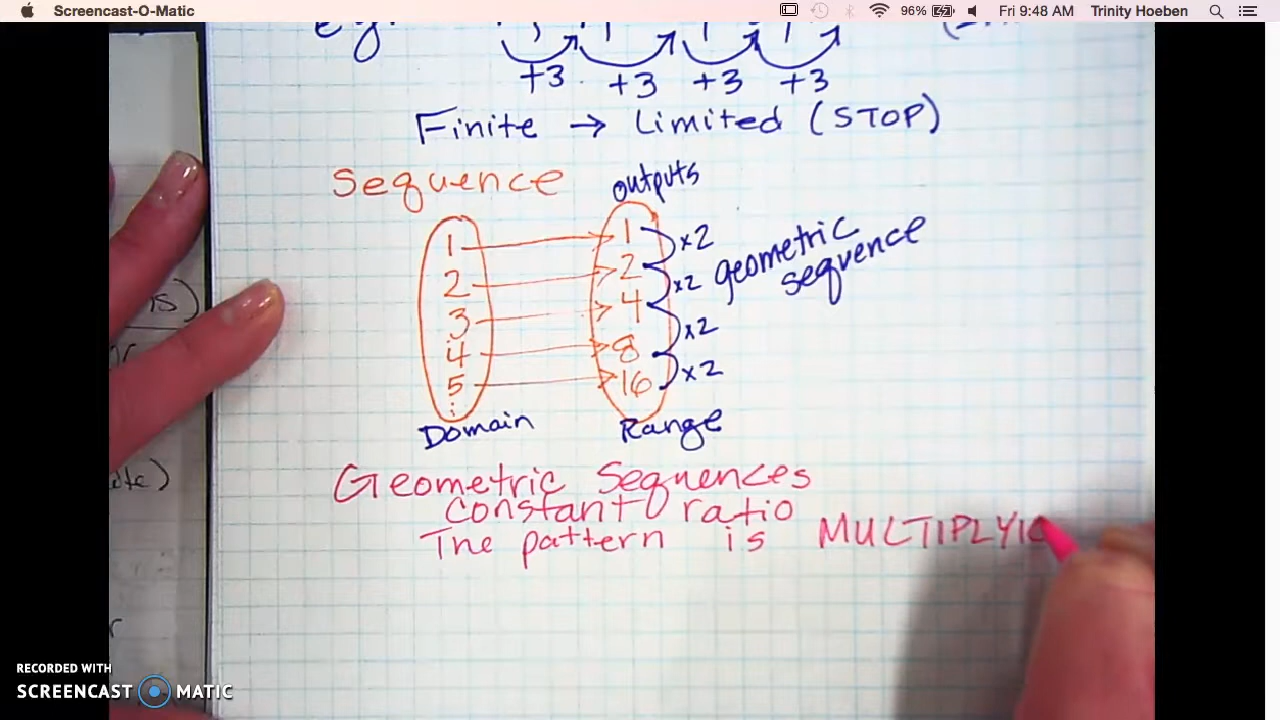 Screencast-O-Matic 96% Fri 9:48 AM Trinity Hoeben
eg.
+3 +3 +3 +3
Finite → Limited (STOP)
Sequence
outputs
1 1 x2
2 2 x2 geometric sequence
3 4 x2
4 8 x2
5 16
Domain Range
Geometric Sequences
constant ratio
The pattern is MULTIPLYI
RECORDED WITH
SCREENCAST MATIC